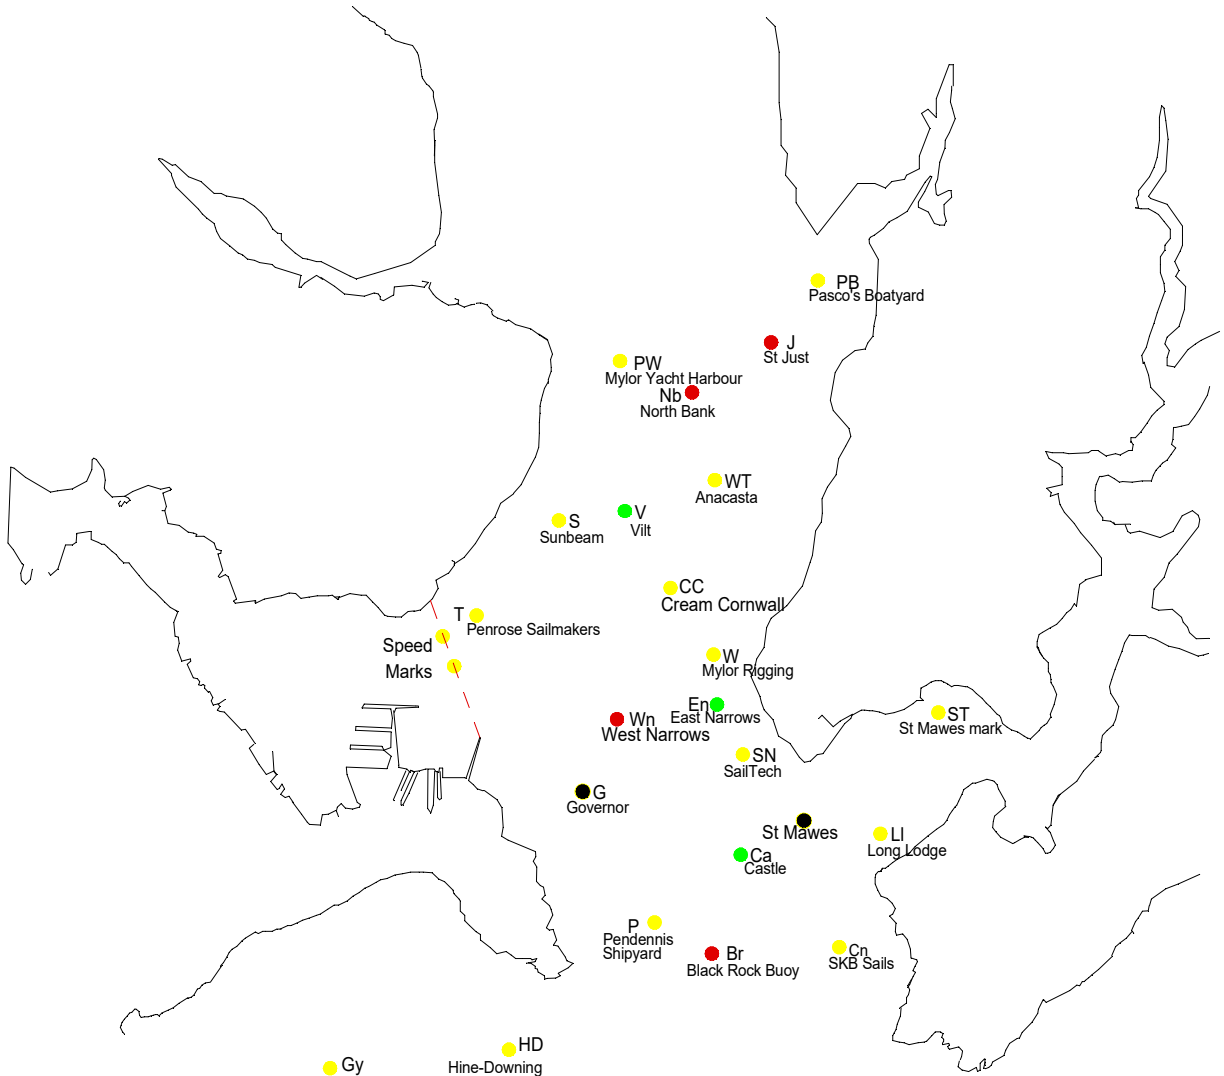 PB
Pasco's Boatyard
J
St Just
PW
Mylor Yacht Harbour
Nb
North Bank
WT
Anacasta
V
Vilt
S
Sunbeam
CC
Cream Cornwall
T
Penrose Sailmakers
Speed
Marks
W
Mylor Rigging
En
East Narrows
Wn
West Narrows
ST
St Mawes mark
SN
SailTech
G
Governor
St Mawes
Ll
Long Lodge
Ca
Castle
P
Pendennis
Shipyard
Br
Black Rock Buoy
Cn
SKB Sails
HD
Hine-Downing
Gy